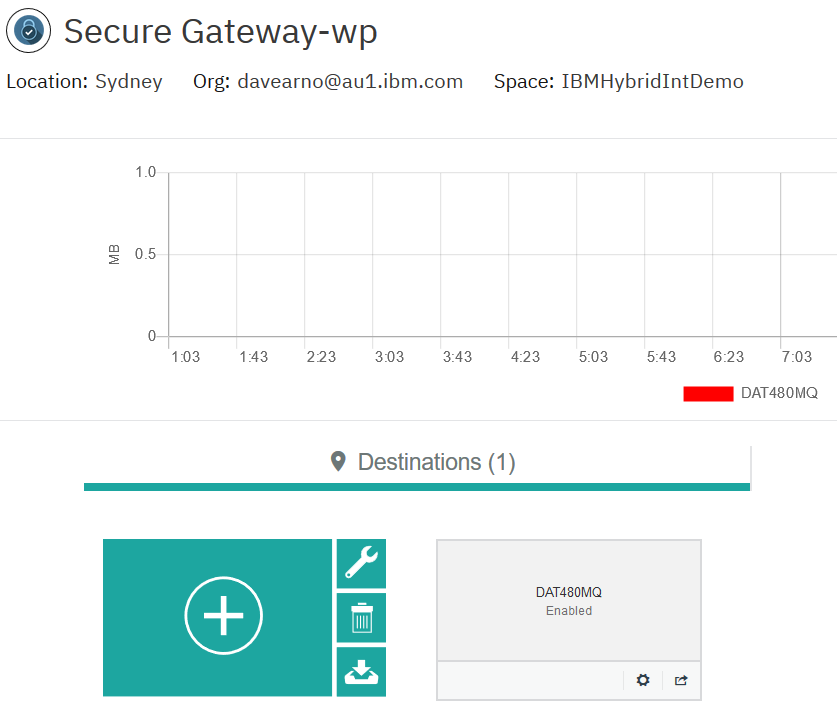 Secure Gateway-wp
Location: Sydney Org: davearno@au1.ibm.com Space: IBMHybridIntDemo
1.0
MB
0.5
0
1:03 1:43 2:23 3:03 3:43 4:23 5:03 5:43 6:23 7:03
DAT480MQ
Destinations (1)
DAT480MQ
Enabled